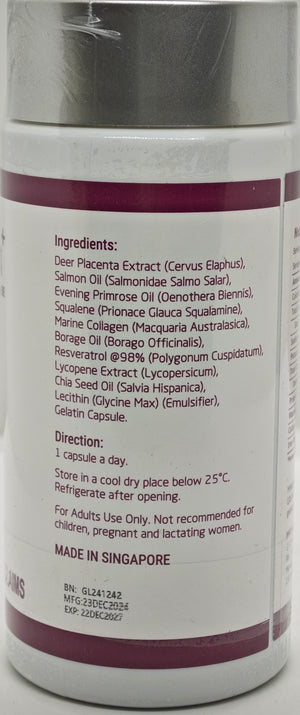 Ingredients:
Deer Placenta Extract (Cervus Elaphus),
Salmon Oil (Salmonidae Salmo Salar),
Evening Primrose Oil (Oenothera Biennis),
Squalene (Prionace Glauca Squalamine),
Marine Collagen (Macquaria Australasica),
Borage Oil (Borago Officinalis),
Resveratrol @98% (Polygonum Cuspidatum),
Lycopene Extract (Lycopersicum),
Chia Seed Oil (Salvia Hispanica),
Lecithin (Glycine Max) (Emulsifier),
Gelatin Capsule.
Direction:
1 capsule a day.
Store in a cool dry place below 25°C.
Refrigerate after opening.
For Adults Use Only. Not recommended for
children, pregnant and lactating women.
MADE IN SINGAPORE
BN: GL241242
MFG:23DEC2024
EXP: 22DEC2027